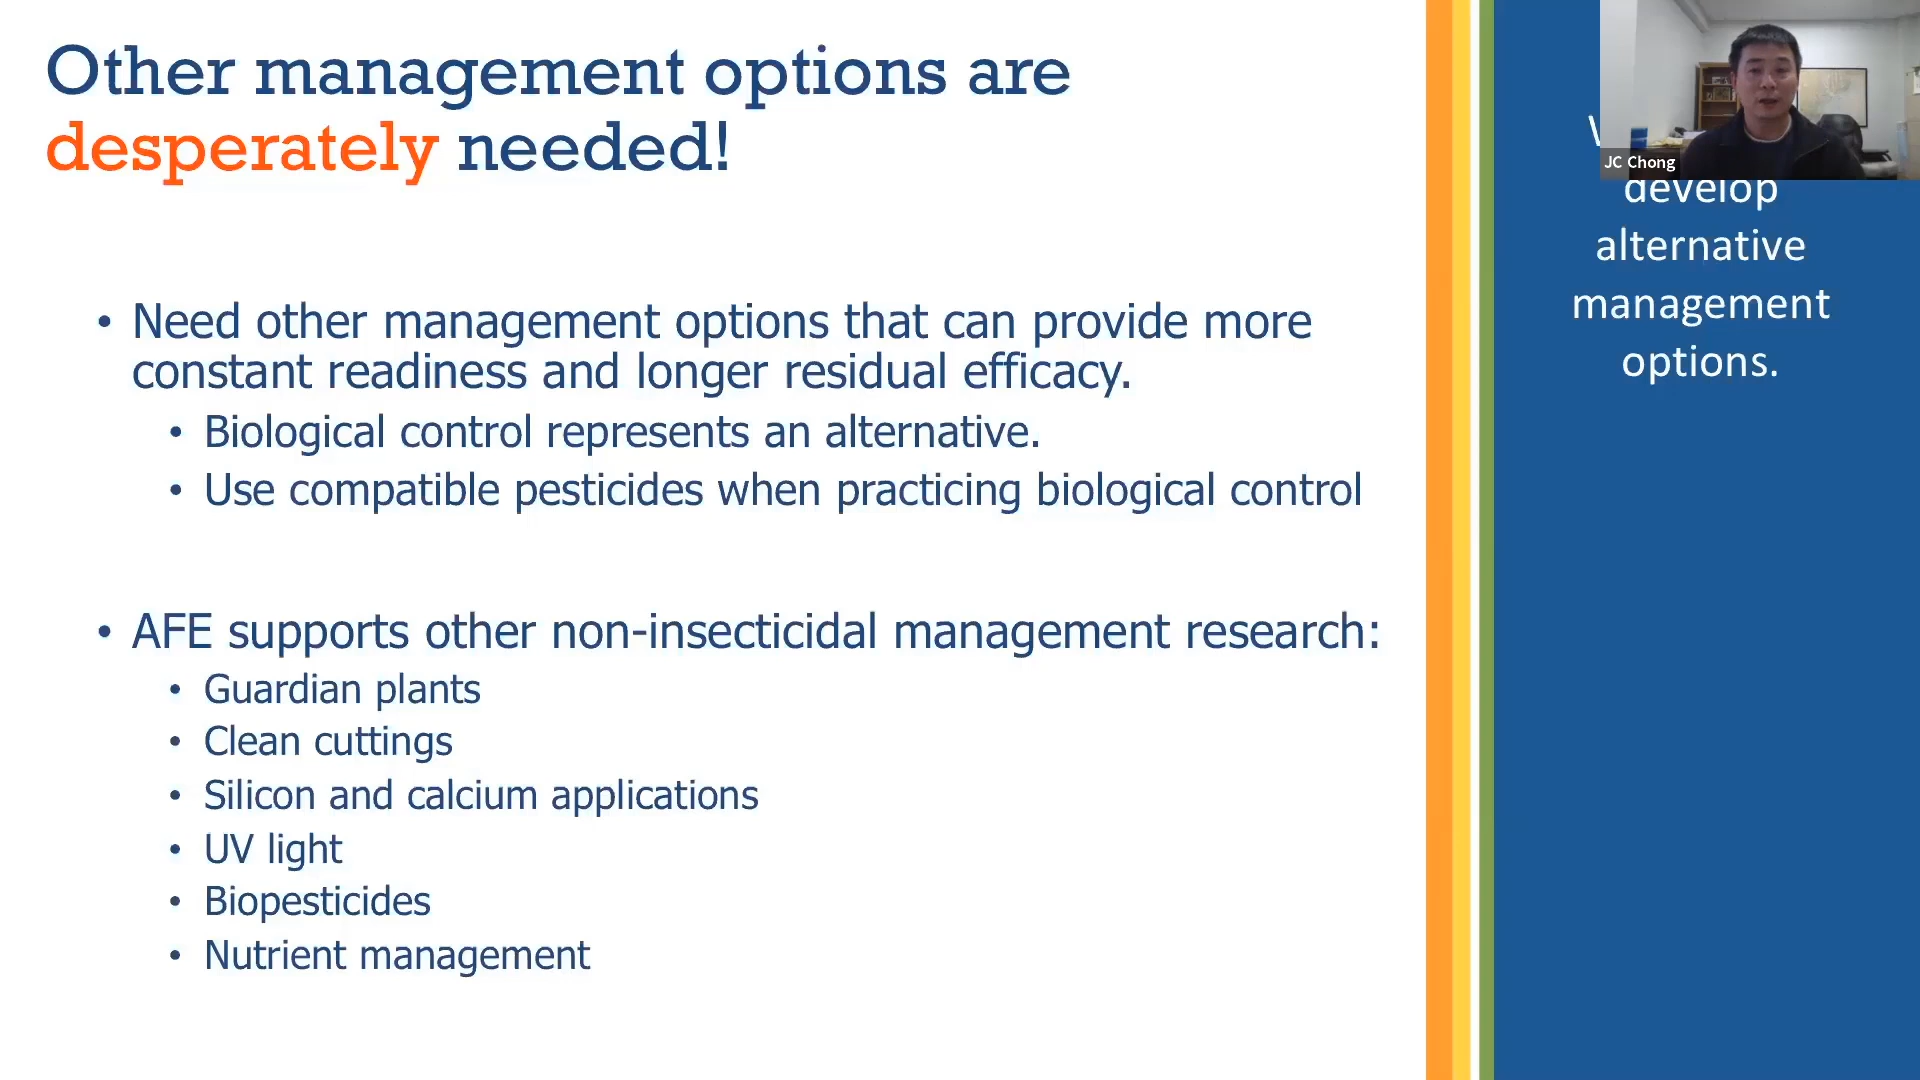 Other management options are
desperately needed!
• Need other management options that can provide more
constant readiness and longer residual efficacy.
• Biological control represents an alternative.
• Use compatible pesticides when practicing biological control
• AFE supports other non-insecticidal management research:
• Guardian plants
• Clean cuttings
• Silicon and calcium applications
• UV light
• Biopesticides
• Nutrient management
JC Chong
develop
alternative
management
options.